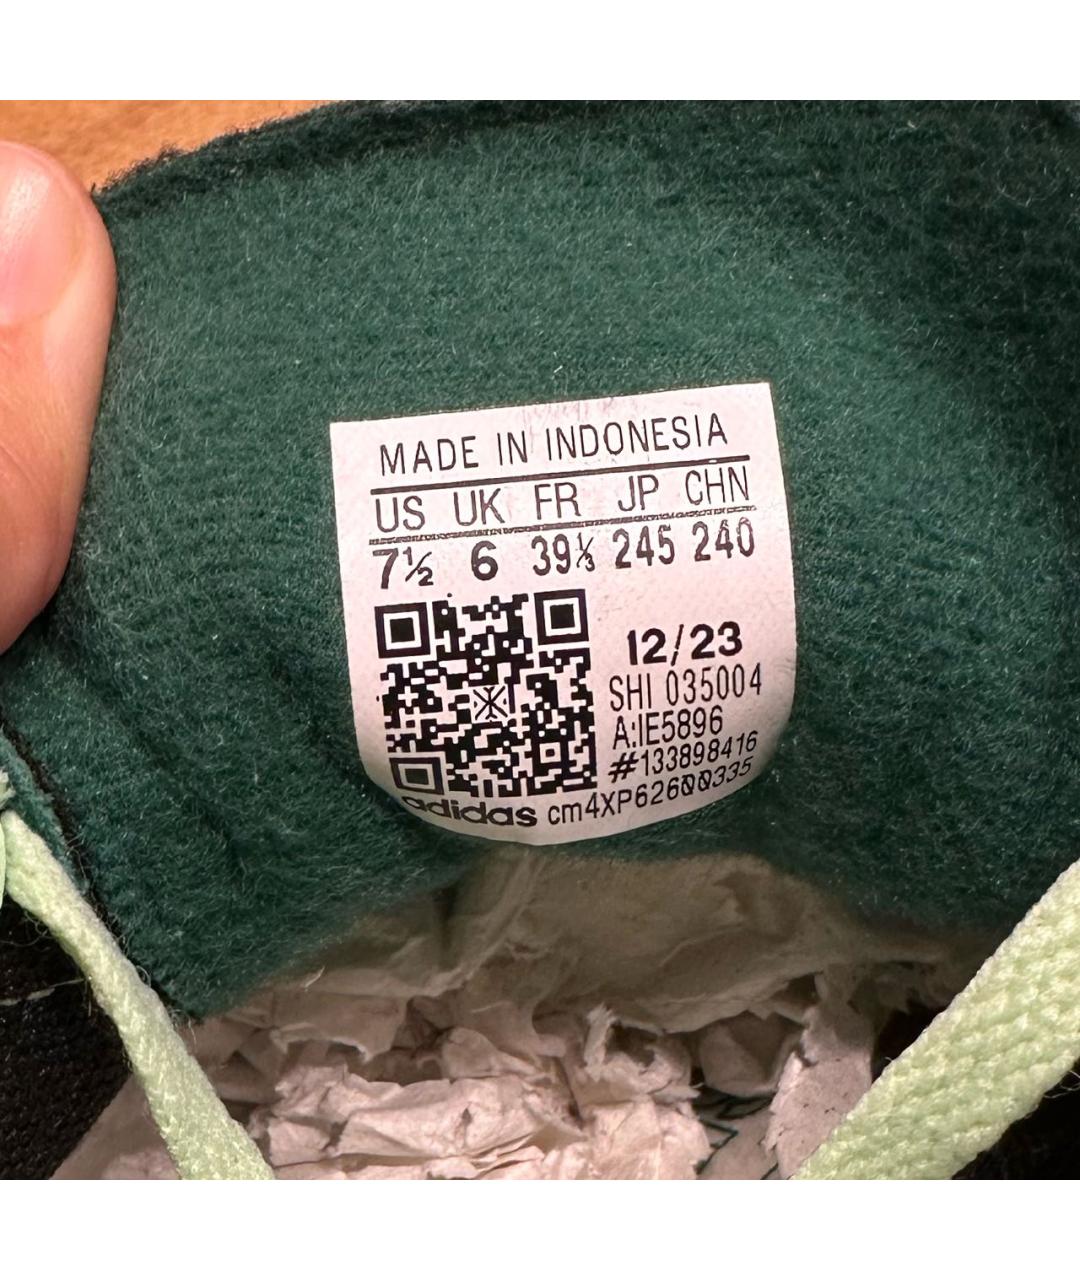 MADE IN INDONESIA
US UK FR JP CHN
7½ 6 39⅓ 245 240
12/23
SHI 035004
A:IE5896
#133898416
adidas cm4XP62600335